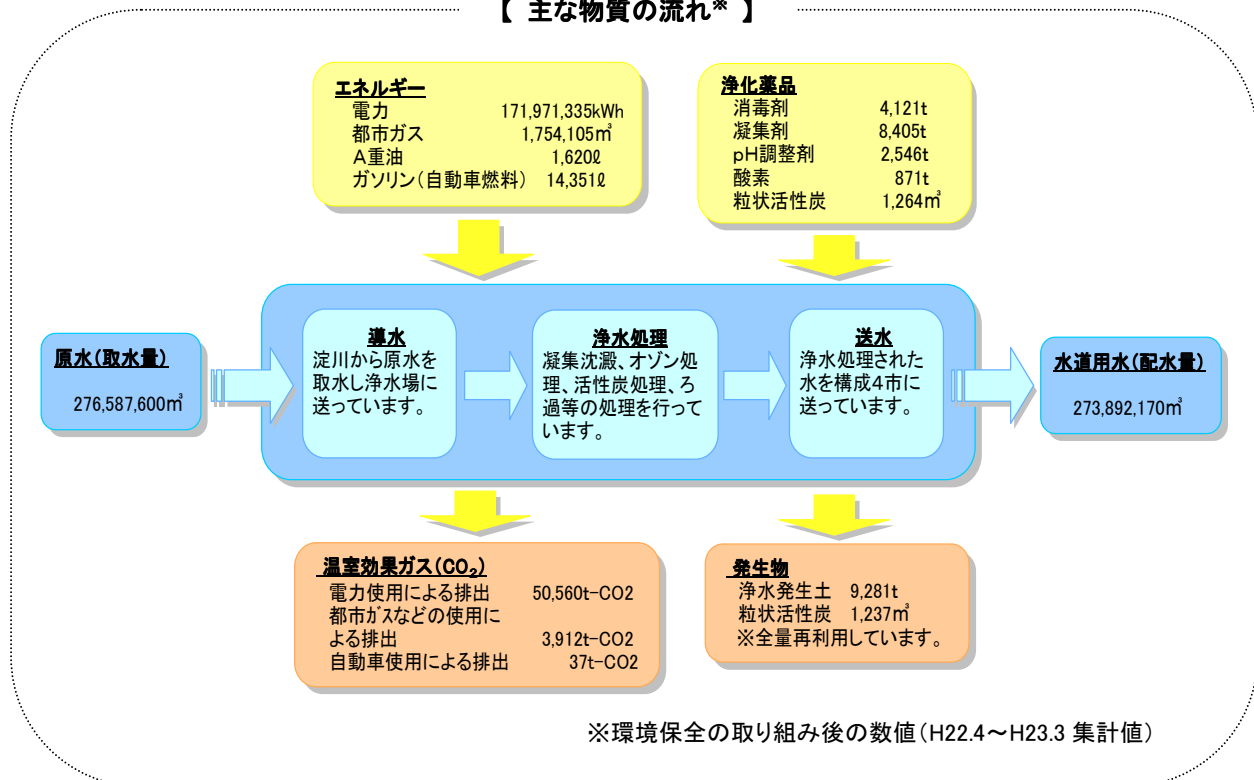 【 主な物質の流れ※ 】
エネルギー
電力 171,971,335kWh
都市ガス 1,754,105㎥
A重油 1,620ℓ
ガソリン（自動車燃料） 14,351ℓ
浄化薬品
消毒剤 4,121t
凝集剤 8,405t
pH調整剤 2,546t
酸素 871t
粒状活性炭 1,264㎥
原水（取水量）
276,587,600㎥
導水
淀川から原水を
取水し浄水場に
送っています。
浄水処理
凝集沈澱、オゾン処
理、活性炭処理、ろ
過等の処理を行って
います。
送水
浄水処理された
水を構成４市に
送っています。
水道用水（配水量）
273,892,170㎥
温室効果ガス（CO₂）
電力使用による排出 50,560t-CO2
都市ガスなどの使用に
よる排出 3,912t-CO2
自動車使用による排出 37t-CO2
発生物
浄水発生土 9,281t
粒状活性炭 1,237㎥
※全量再利用しています。
※環境保全の取り組み後の数値（H22.4～H23.3 集計値）